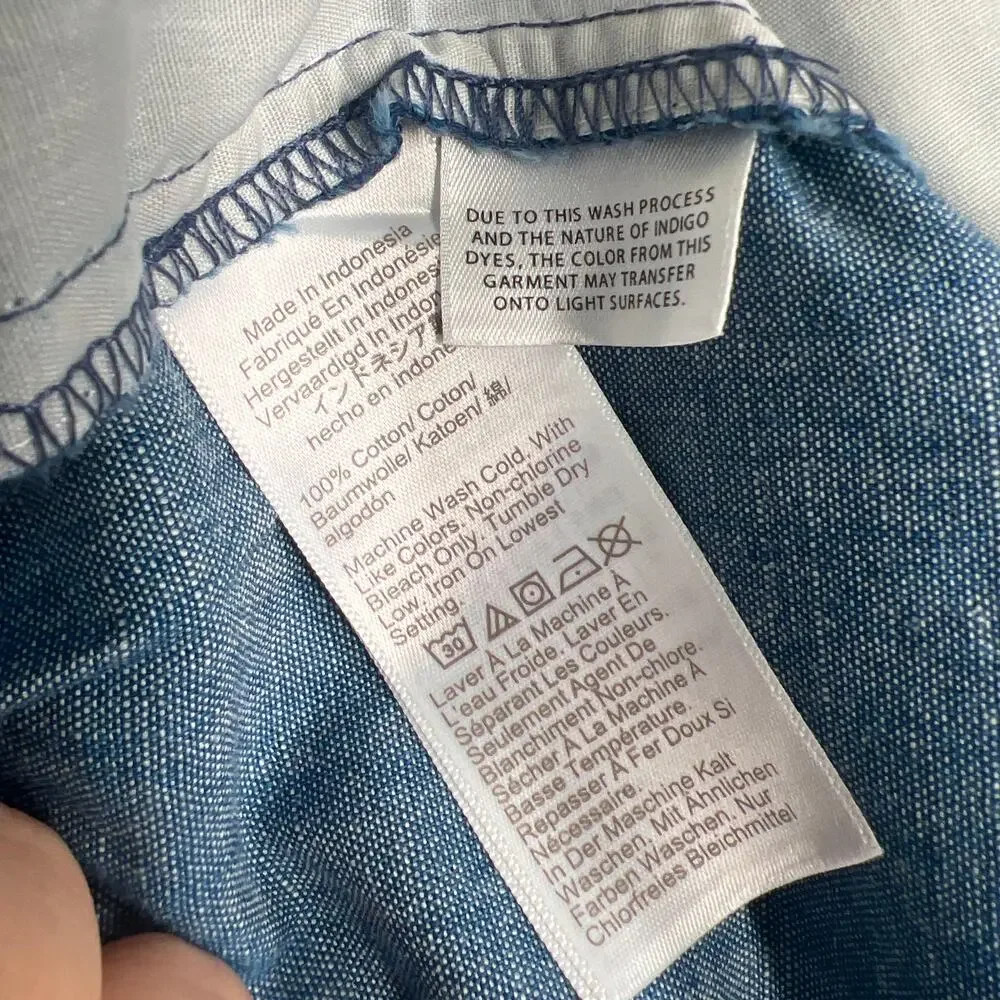 DUE TO THIS WASH PROCESS
AND THE NATURE OF INDIGO
DYES, THE COLOR FROM THIS
GARMENT MAY TRANSFER
ONTO LIGHT SURFACES.
Made In Indonesia
Fabriqué En Indonésie
Hergestellt In Indones
Vervaardigd In Indon
インドネシア
hecho en Indone
100% Cotton/ Coton/
Baumwolle/ Katoen/ 綿/
algodón
Machine Wash Cold. With
Like Colors. Non-chlorine
Bleach Only. Tumble Dry
Low. Iron On Lowest
Setting.
30
Laver À La Machine À
L'eau Froide. Laver En
Séparant Les Couleurs.
Seulement Agent De
Blanchiment Non-chlore.
Sécher À La Machine À
Basse Température.
Repasser À Fer Doux Si
Nécessaire.
In Der Maschine Kalt
Waschen. Mit Ähnlichen
Farben Waschen. Nur
Chlorfreies Bleichmittel